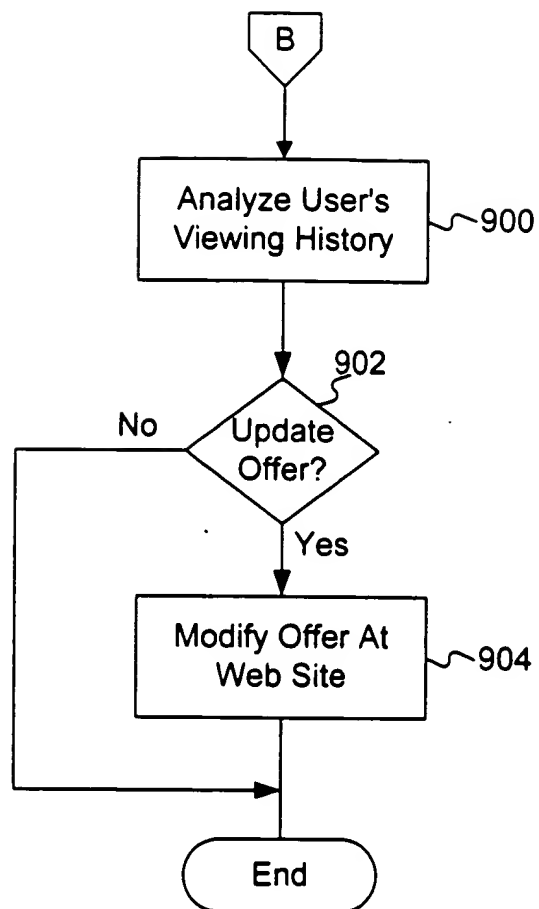 B
Analyze User's
Viewing History
900
902
No
Update
Offer?
Yes
Modify Offer At
Web Site
904
End